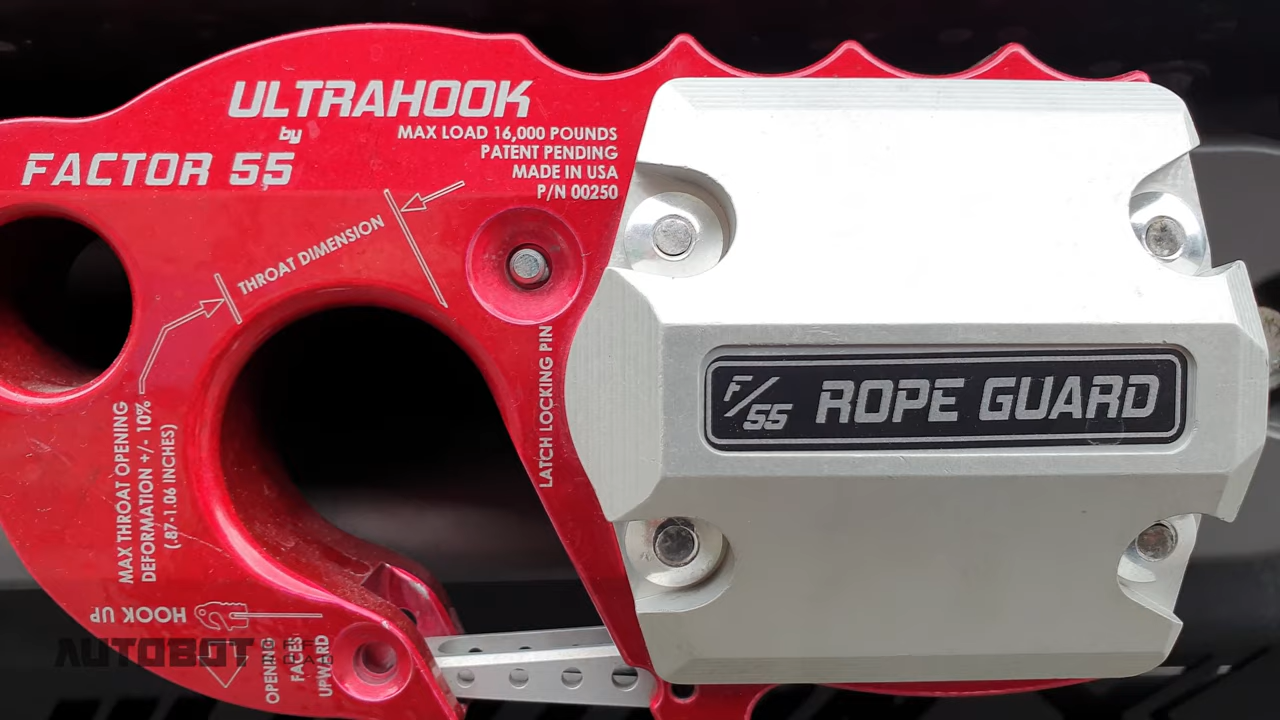 ULTRAHOOK
by
FACTOR 55
MAX LOAD 16,000 POUNDS
PATENT PENDING
MADE IN USA
P/N 00250
THROAT DIMENSION
LATCH LOCKING PIN
MAX THROAT OPENING
DEFORMATION +/- 10%
(.87-1.06 INCHES)
HOOK UP
OPENING
FACES
UPWARD
F/55 ROPE GUARD
AUTOBOT